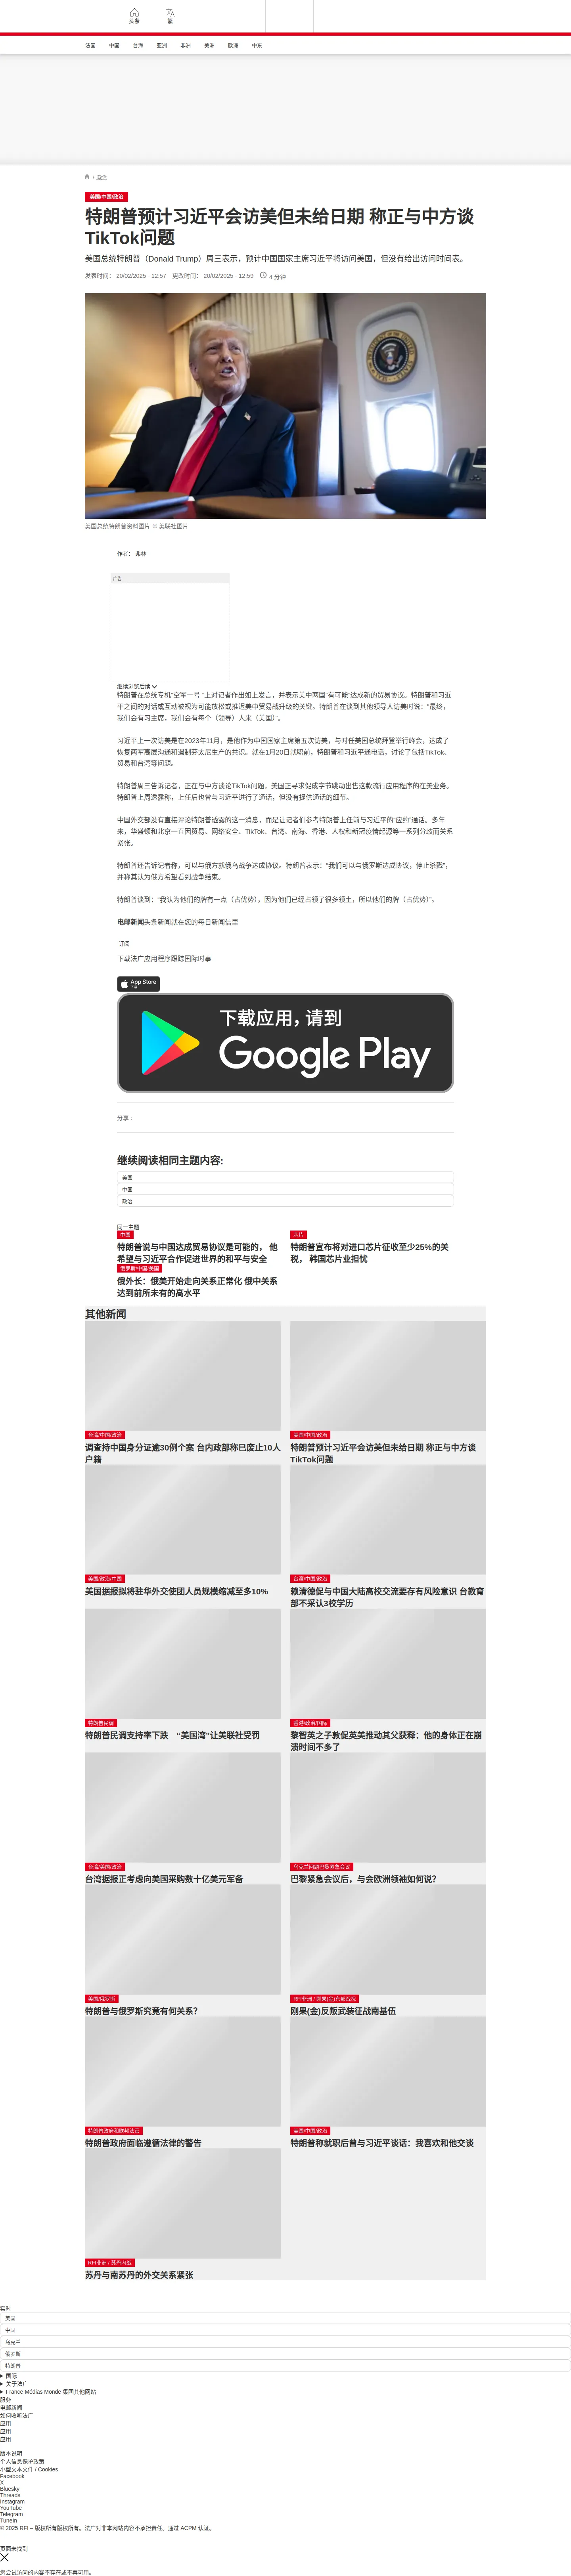 头条
繁
法国 中国 台海 亚洲 非洲 美洲 欧洲 中东
/ 政治
美国/中国/政治
特朗普预计习近平会访美但未给日期 称正与中方谈
TikTok问题
美国总统特朗普（Donald Trump）周三表示，预计中国国家主席习近平将访问美国，但没有给出访问时间表。
发表时间： 20/02/2025 - 12:57 更改时间： 20/02/2025 - 12:59 4 分钟
美国总统特朗普资料图片 © 美联社图片
作者： 弗林
广告
继续浏览后续
特朗普在总统专机“空军一号 ”上对记者作出如上发言，并表示美中两国“有可能”达成新的贸易协议。特朗普和习近
平之间的对话或互动被视为可能放松或推迟美中贸易战升级的关键。特朗普在谈到其他领导人访美时说：“最终，
我们会有习主席，我们会有每个（领导）人来（美国）”。
习近平上一次访美是在2023年11月，是他作为中国国家主席第五次访美，与时任美国总统拜登举行峰会，达成了
恢复两军高层沟通和遏制芬太尼生产的共识。就在1月20日就职前，特朗普和习近平通电话，讨论了包括TikTok、
贸易和台湾等问题。
特朗普周三告诉记者，正在与中方谈论TikTok问题，美国正寻求促成字节跳动出售这款流行应用程序的在美业务。
特朗普上周透露称，上任后也曾与习近平进行了通话，但没有提供通话的细节。
中国外交部没有直接评论特朗普透露的这一消息，而是让记者们参考特朗普上任前与习近平的“应约”通话。多年
来，华盛顿和北京一直因贸易、网络安全、TikTok、台湾、南海、香港、人权和新冠疫情起源等一系列分歧而关系
紧张。
特朗普还告诉记者称，可以与俄方就俄乌战争达成协议。特朗普表示：“我们可以与俄罗斯达成协议，停止杀戮”，
并称其认为俄方希望看到战争结束。
特朗普谈到：“我认为他们的牌有一点（占优势），因为他们已经占领了很多领土，所以他们的牌（占优势）”。
电邮新闻头条新闻就在您的每日新闻信里
订阅
下载法广应用程序跟踪国际时事
App Store
下载
下载应用，请到
Google Play
分享 :
继续阅读相同主题内容:
美国
中国
政治
同一主题
中国
特朗普说与中国达成贸易协议是可能的， 他
希望与习近平合作促进世界的和平与安全
芯片
特朗普宣布将对进口芯片征收至少25%的关
税， 韩国芯片业担忧
俄罗斯/中国/美国
俄外长：俄美开始走向关系正常化 俄中关系
达到前所未有的高水平
其他新闻
台湾/中国/政治
调查持中国身分证逾30例个案 台内政部称已废止10人
户籍
美国/中国/政治
特朗普预计习近平会访美但未给日期 称正与中方谈
TikTok问题
美国/政治/中国
美国据报拟将驻华外交使团人员规模缩减至多10%
台湾/中国/政治
赖清德促与中国大陆高校交流要存有风险意识 台教育
部不采认3校学历
特朗普民调
特朗普民调支持率下跌　“美国湾”让美联社受罚
香港/政治/国际
黎智英之子敦促英美推动其父获释：他的身体正在崩
溃时间不多了
台湾/美国/政治
台湾据报正考虑向美国采购数十亿美元军备
乌克兰问题巴黎紧急会议
巴黎紧急会议后，与会欧洲领袖如何说？
美国/俄罗斯
特朗普与俄罗斯究竟有何关系？
RFI非洲 / 刚果(金)东部战况
刚果(金)反叛武装征战南基伍
特朗普政府和联邦法官
特朗普政府面临遵循法律的警告
美国/中国/政治
特朗普称就职后曾与习近平谈话：我喜欢和他交谈
RFI非洲 / 苏丹内战
苏丹与南苏丹的外交关系紧张
实时
美国
中国
乌克兰
俄罗斯
特朗普
国际
关于法广
France Médias Monde 集团其他网站
服务
电邮新闻
如何收听法广
应用
应用
应用
版本说明
个人信息保护政策
小型文本文件 / Cookies
Facebook
X
Bluesky
Threads
Instagram
YouTube
Telegram
TuneIn
© 2025 RFI – 版权所有版权所有。法广对非本网站内容不承担责任。通过 ACPM 认证。
页面未找到
您尝试访问的内容不存在或不再可用。